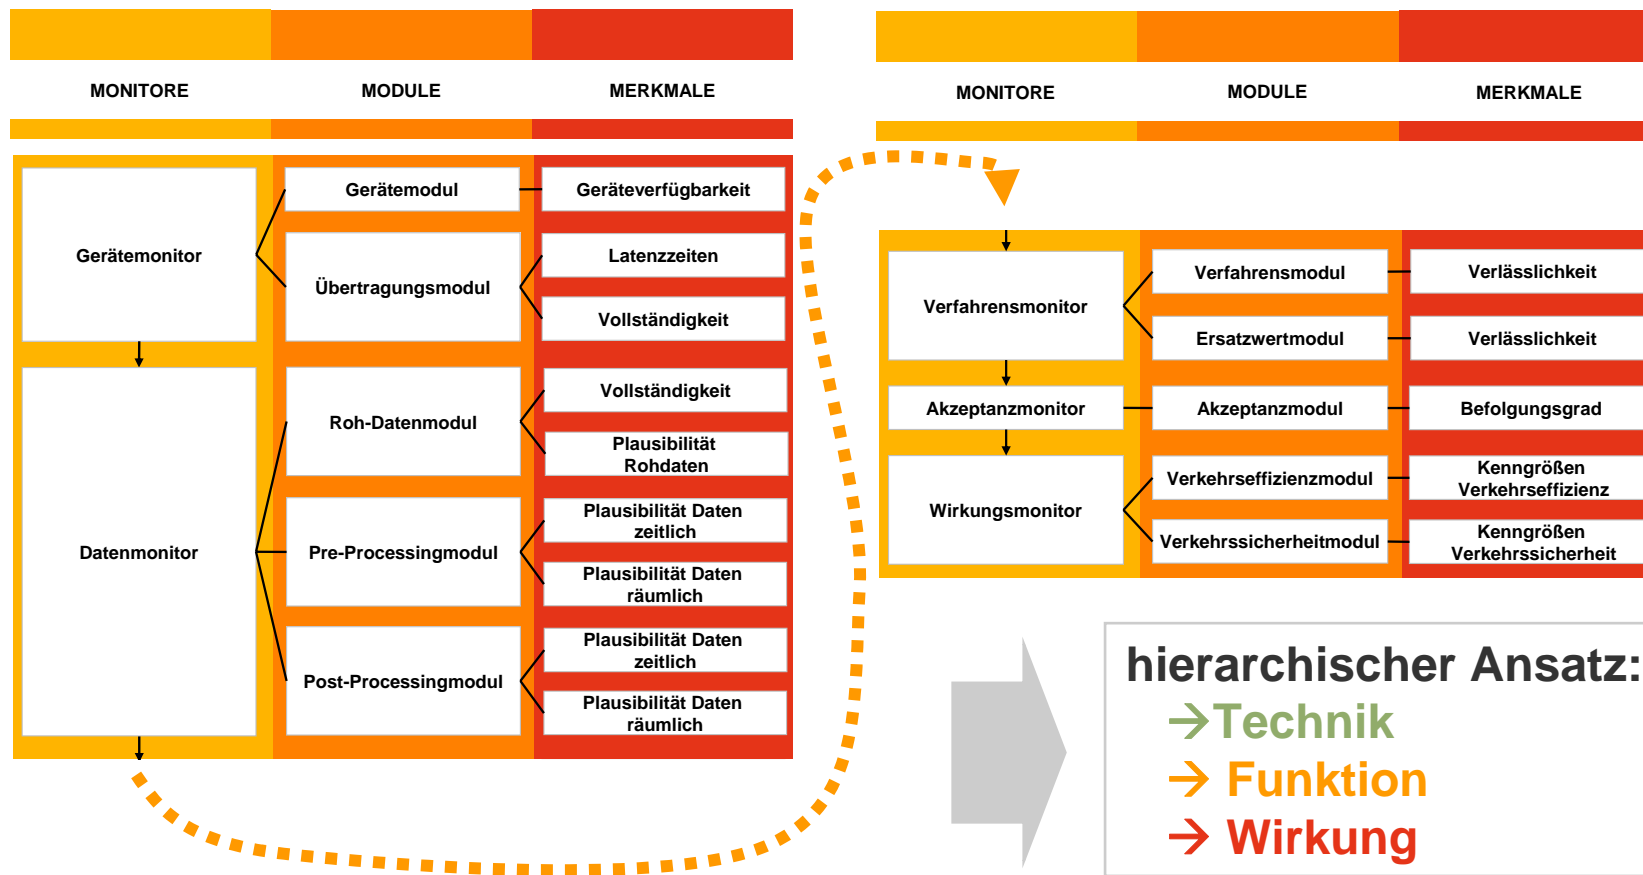 MONITORE
MODULE
MERKMALE
Gerätemonitor
Gerätemodul
Geräteverfügbarkeit
Übertragungsmodul
Latenzzeiten
Vollständigkeit
Datenmonitor
Roh-Datenmodul
Vollständigkeit
Plausibilität
Rohdaten
Pre-Processingmodul
Plausibilität Daten
zeitlich
Plausibilität Daten
räumlich
Post-Processingmodul
Plausibilität Daten
zeitlich
Plausibilität Daten
räumlich
MONITORE
MODULE
MERKMALE
Verfahrensmonitor
Verfahrensmodul
Verlässlichkeit
Ersatzwertmodul
Verlässlichkeit
Akzeptanzmonitor
Akzeptanzmodul
Befolgungsgrad
Wirkungsmonitor
Verkehrseffizienzmodul
Kenngrößen
Verkehrseffizienz
Verkehrssicherheitmodul
Kenngrößen
Verkehrssicherheit
hierarchischer Ansatz:
→Technik
→ Funktion
→ Wirkung